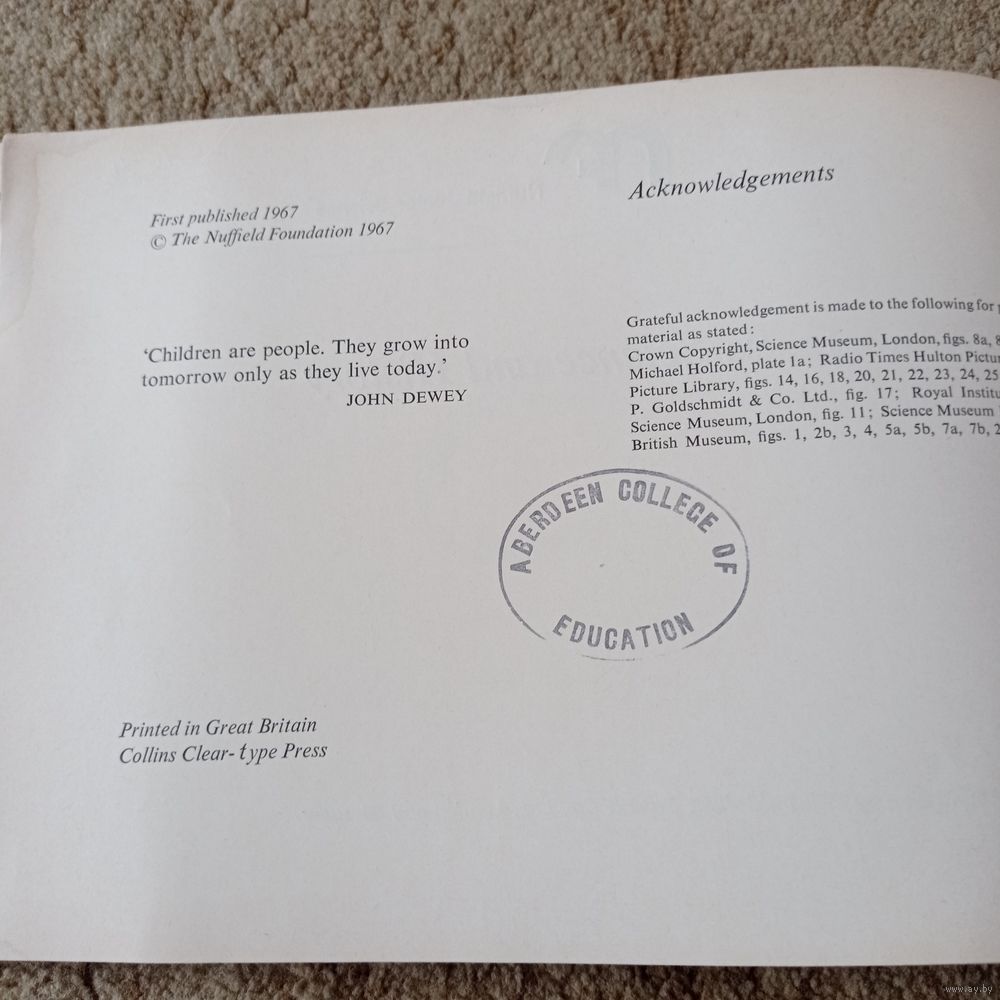 First published 1967
© The Nuffield Foundation 1967
‘Children are people. They grow into
tomorrow only as they live today.’
JOHN DEWEY
Printed in Great Britain
Collins Clear-type Press
Acknowledgements
Grateful acknowledgement is made to the following for
material as stated:
Crown Copyright, Science Museum, London, figs. 8a,
Michael Holford, plate 1a; Radio Times Hulton
Picture Library, figs. 14, 16, 18, 20, 21, 22, 23, 24, 25
P. Goldschmidt & Co. Ltd., fig. 17; Royal
Science Museum, London, fig. 11; Science Museum
British Museum, figs. 1, 2b, 3, 4, 5a, 5b, 7a, 7b,
ABERDEEN COLLEGE OF
EDUCATION
www.ay.by